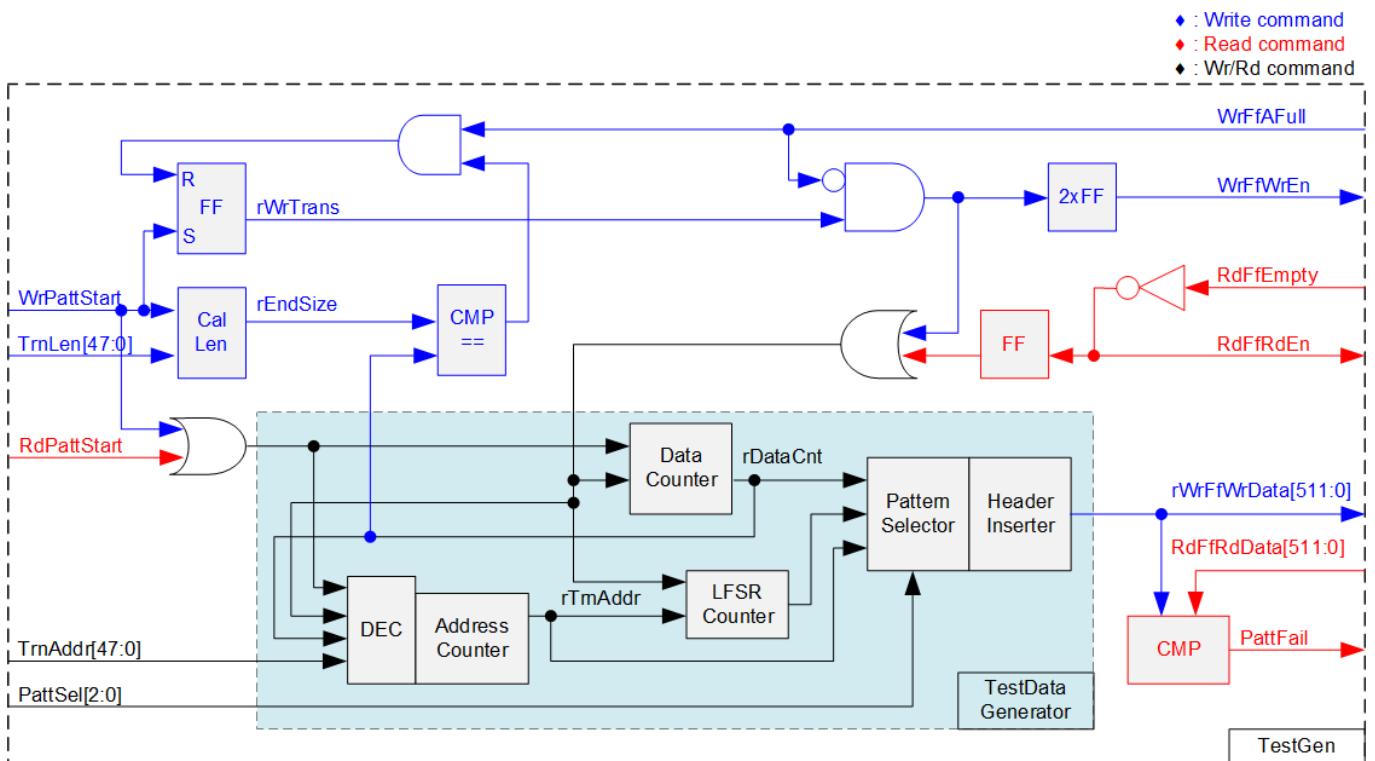 ♦ : Write command
♦ : Read command
♦ : Wr/Rd command
WrFfAFull
R
FF
S
rWrTrans
2xFF
WrFfWrEn
WrPattStart
TrnLen[47:0]
Cal
Len
rEndSize
CMP
==
FF
RdFfEmpty
RdFfRdEn
RdPattStart
Data
Counter
rDataCnt
Pattern
Selector
Header
Inserter
rWrFfWrData[511:0]
RdFfRdData[511:0]
DEC
Address
Counter
rTrnAddr
LFSR
Counter
CMP
PattFail
TrnAddr[47:0]
PattSel[2:0]
TestData
Generator
TestGen